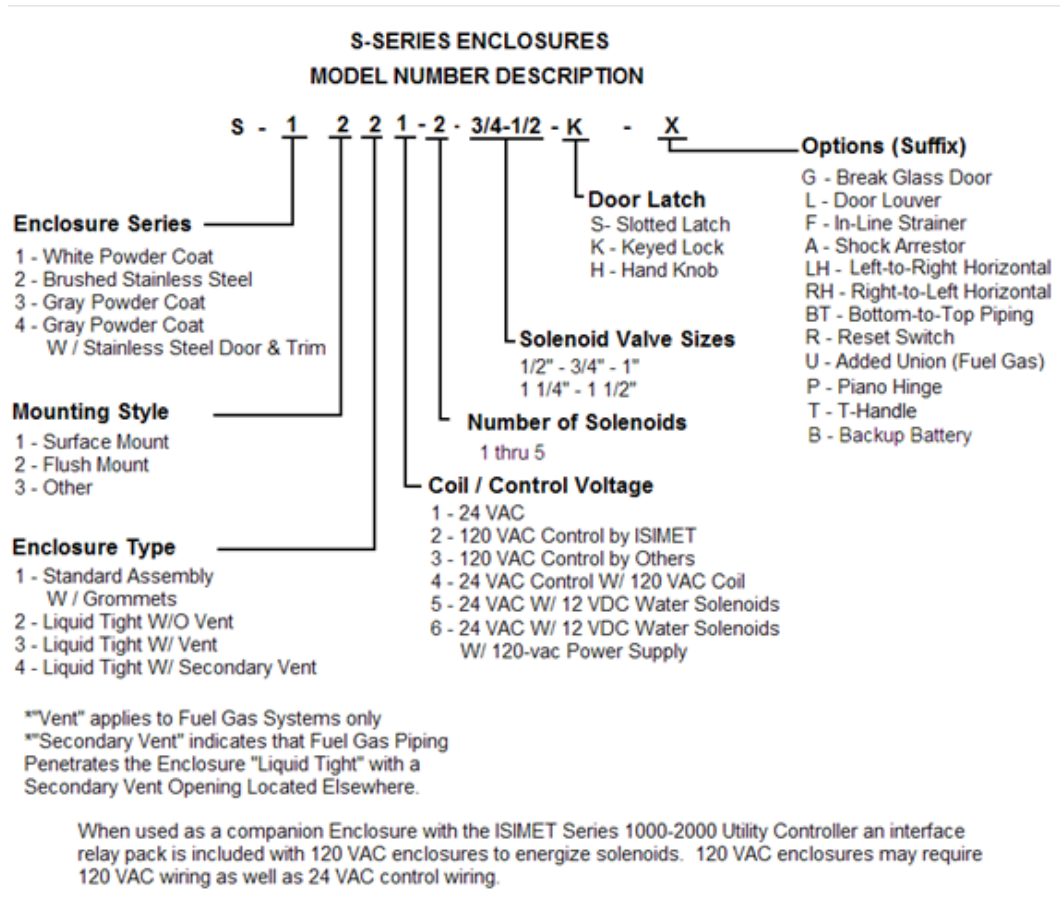 S-SERIES ENCLOSURES
MODEL NUMBER DESCRIPTION
S - 1 2 2 1 - 2 - 3/4-1/2 - K - X
Enclosure Series
1 - White Powder Coat
2 - Brushed Stainless Steel
3 - Gray Powder Coat
4 - Gray Powder Coat
W / Stainless Steel Door & Trim
Mounting Style
1 - Surface Mount
2 - Flush Mount
3 - Other
Enclosure Type
1 - Standard Assembly
W / Grommets
2 - Liquid Tight W/O Vent
3 - Liquid Tight W/ Vent
4 - Liquid Tight W/ Secondary Vent
Coil / Control Voltage
1 - 24 VAC
2 - 120 VAC Control by ISIMET
3 - 120 VAC Control by Others
4 - 24 VAC Control W/ 120 VAC Coil
5 - 24 VAC W/ 12 VDC Water Solenoids
6 - 24 VAC W/ 12 VDC Water Solenoids
W/ 120-vac Power Supply
Number of Solenoids
1 thru 5
Solenoid Valve Sizes
1/2" - 3/4" - 1"
1 1/4" - 1 1/2"
Door Latch
S- Slotted Latch
K - Keyed Lock
H - Hand Knob
Options (Suffix)
G - Break Glass Door
L - Door Louver
F - In-Line Strainer
A - Shock Arrestor
LH - Left-to-Right Horizontal
RH - Right-to-Left Horizontal
BT - Bottom-to-Top Piping
R - Reset Switch
U - Added Union (Fuel Gas)
P - Piano Hinge
T - T-Handle
B - Backup Battery
*"Vent" applies to Fuel Gas Systems only
*"Secondary Vent" indicates that Fuel Gas Piping
Penetrates the Enclosure "Liquid Tight" with a
Secondary Vent Opening Located Elsewhere.
When used as a companion Enclosure with the ISIMET Series 1000-2000 Utility Controller an interface
relay pack is included with 120 VAC enclosures to energize solenoids. 120 VAC enclosures may require
120 VAC wiring as well as 24 VAC control wiring.